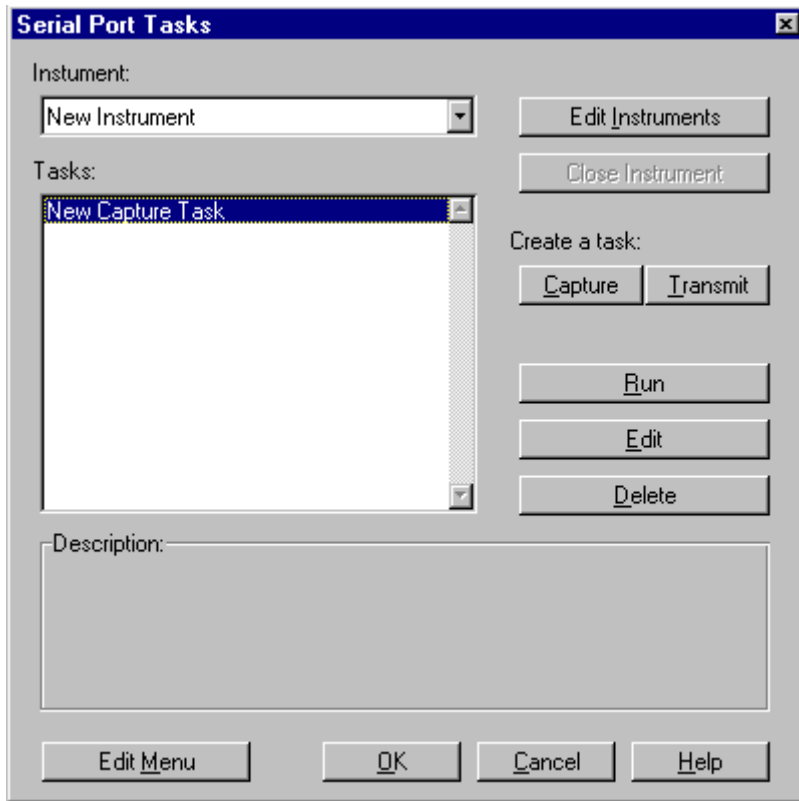 Serial Port Tasks
Instument:
New Instrument
Edit Instruments
Close Instrument
Tasks:
New Capture Task
Create a task:
Capture
Transmit
Run
Edit
Delete
Description:
Edit Menu
OK
Cancel
Help